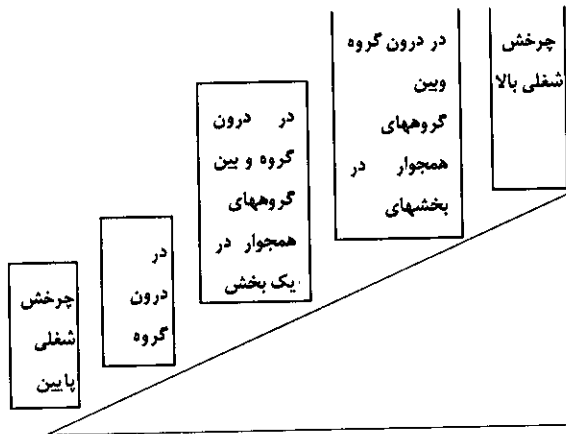 چرخش
شغلی بالا
در درون گروه
وبین
گروههای
همجوار در
بخشهای
در درون
گروه و بین
گروههای
همجوار در
یک بخش
در
درون
گروه
چرخش
شغلی
پایین